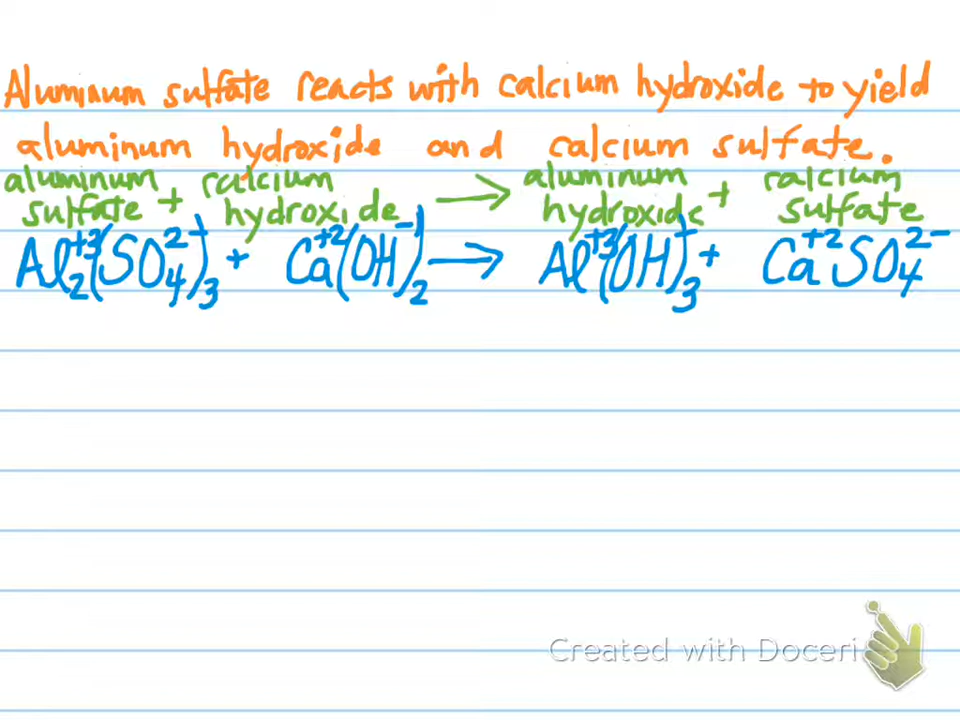 Aluminum sulfate reacts with calcium hydroxide to yield
aluminum hydroxide and calcium sulfate.
aluminum sulfate + calcium hydroxide → aluminum hydroxide + calcium sulfate
Al₂⁺³(SO₄²⁻)₃ + Ca⁺²(OH⁻¹)₂ → Al⁺³(OH⁻)₃ + Ca⁺²SO₄²⁻
Created with Doceri